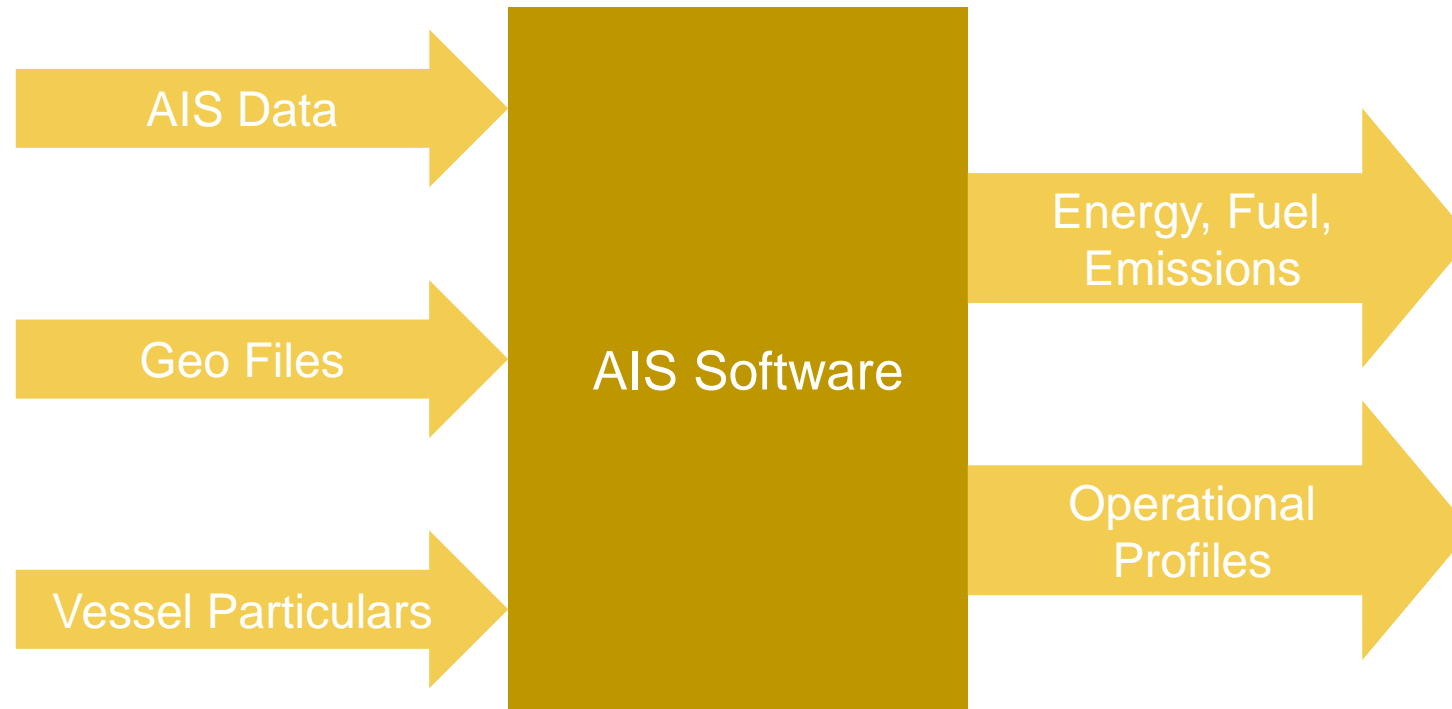 AIS Data
Geo Files
Vessel Particulars
AIS Software
Energy, Fuel,
Emissions
Operational
Profiles